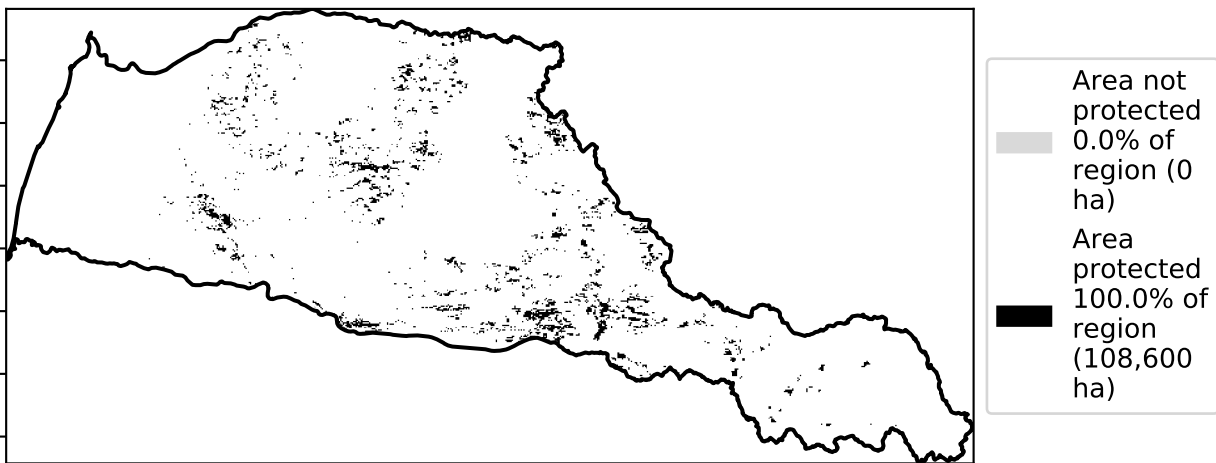 Area not
protected
0.0% of
region (0
ha)
Area
protected
100.0% of
region
(108,600
ha)